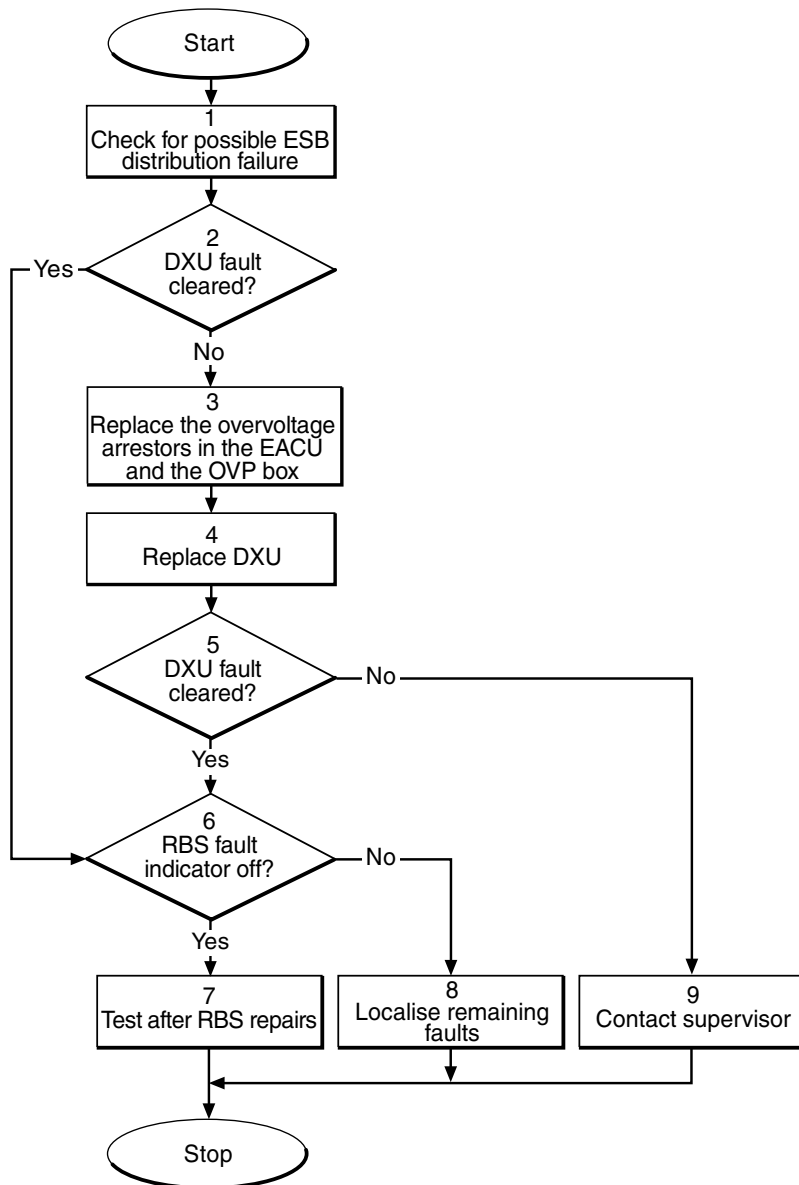 Start
1
Check for possible ESB
distribution failure
2
DXU fault
cleared?
Yes
No
3
Replace the overvoltage
arrestors in the EACU
and the OVP box
4
Replace DXU
5
DXU fault
cleared?
No
Yes
6
RBS fault
indicator off?
No
Yes
7
Test after RBS repairs
8
Localise remaining
faults
9
Contact supervisor
Stop